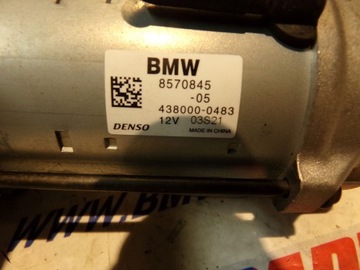 BMW
8570845
-05
438000-0483
12V 03S21
DENSO
MADE IN CHINA